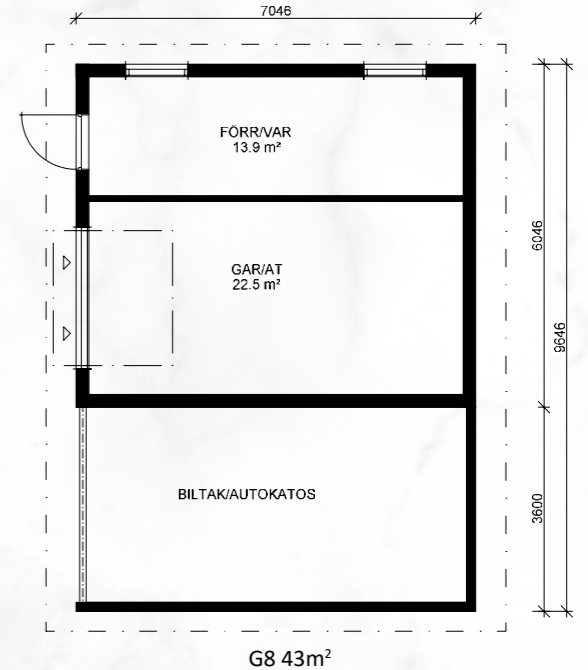 7046
FÖRR/VAR
13.9 m²
GAR/AT
22.5 m²
6046
9646
BILTAK/AUTOKATOS
3600
G8 43m²